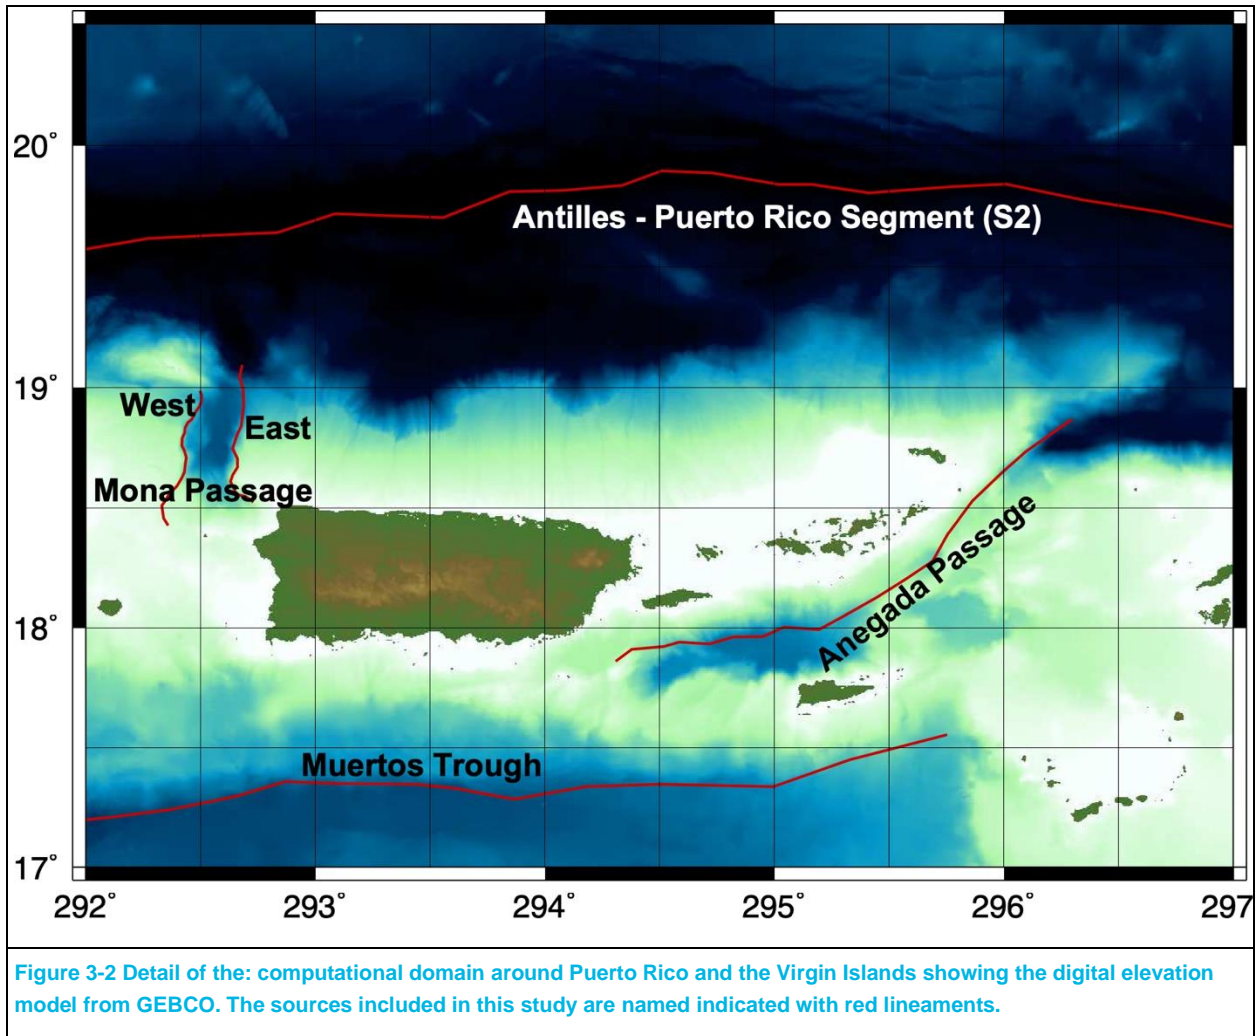 20°
Antilles - Puerto Rico Segment (S2)
19°
West
East
Mona Passage
18°
Anegada Passage
Muertos Trough
17°
292°
293°
294°
295°
296°
297
Figure 3-2 Detail of the: computational domain around Puerto Rico and the Virgin Islands showing the digital elevation
model from GEBCO. The sources included in this study are named indicated with red lineaments.